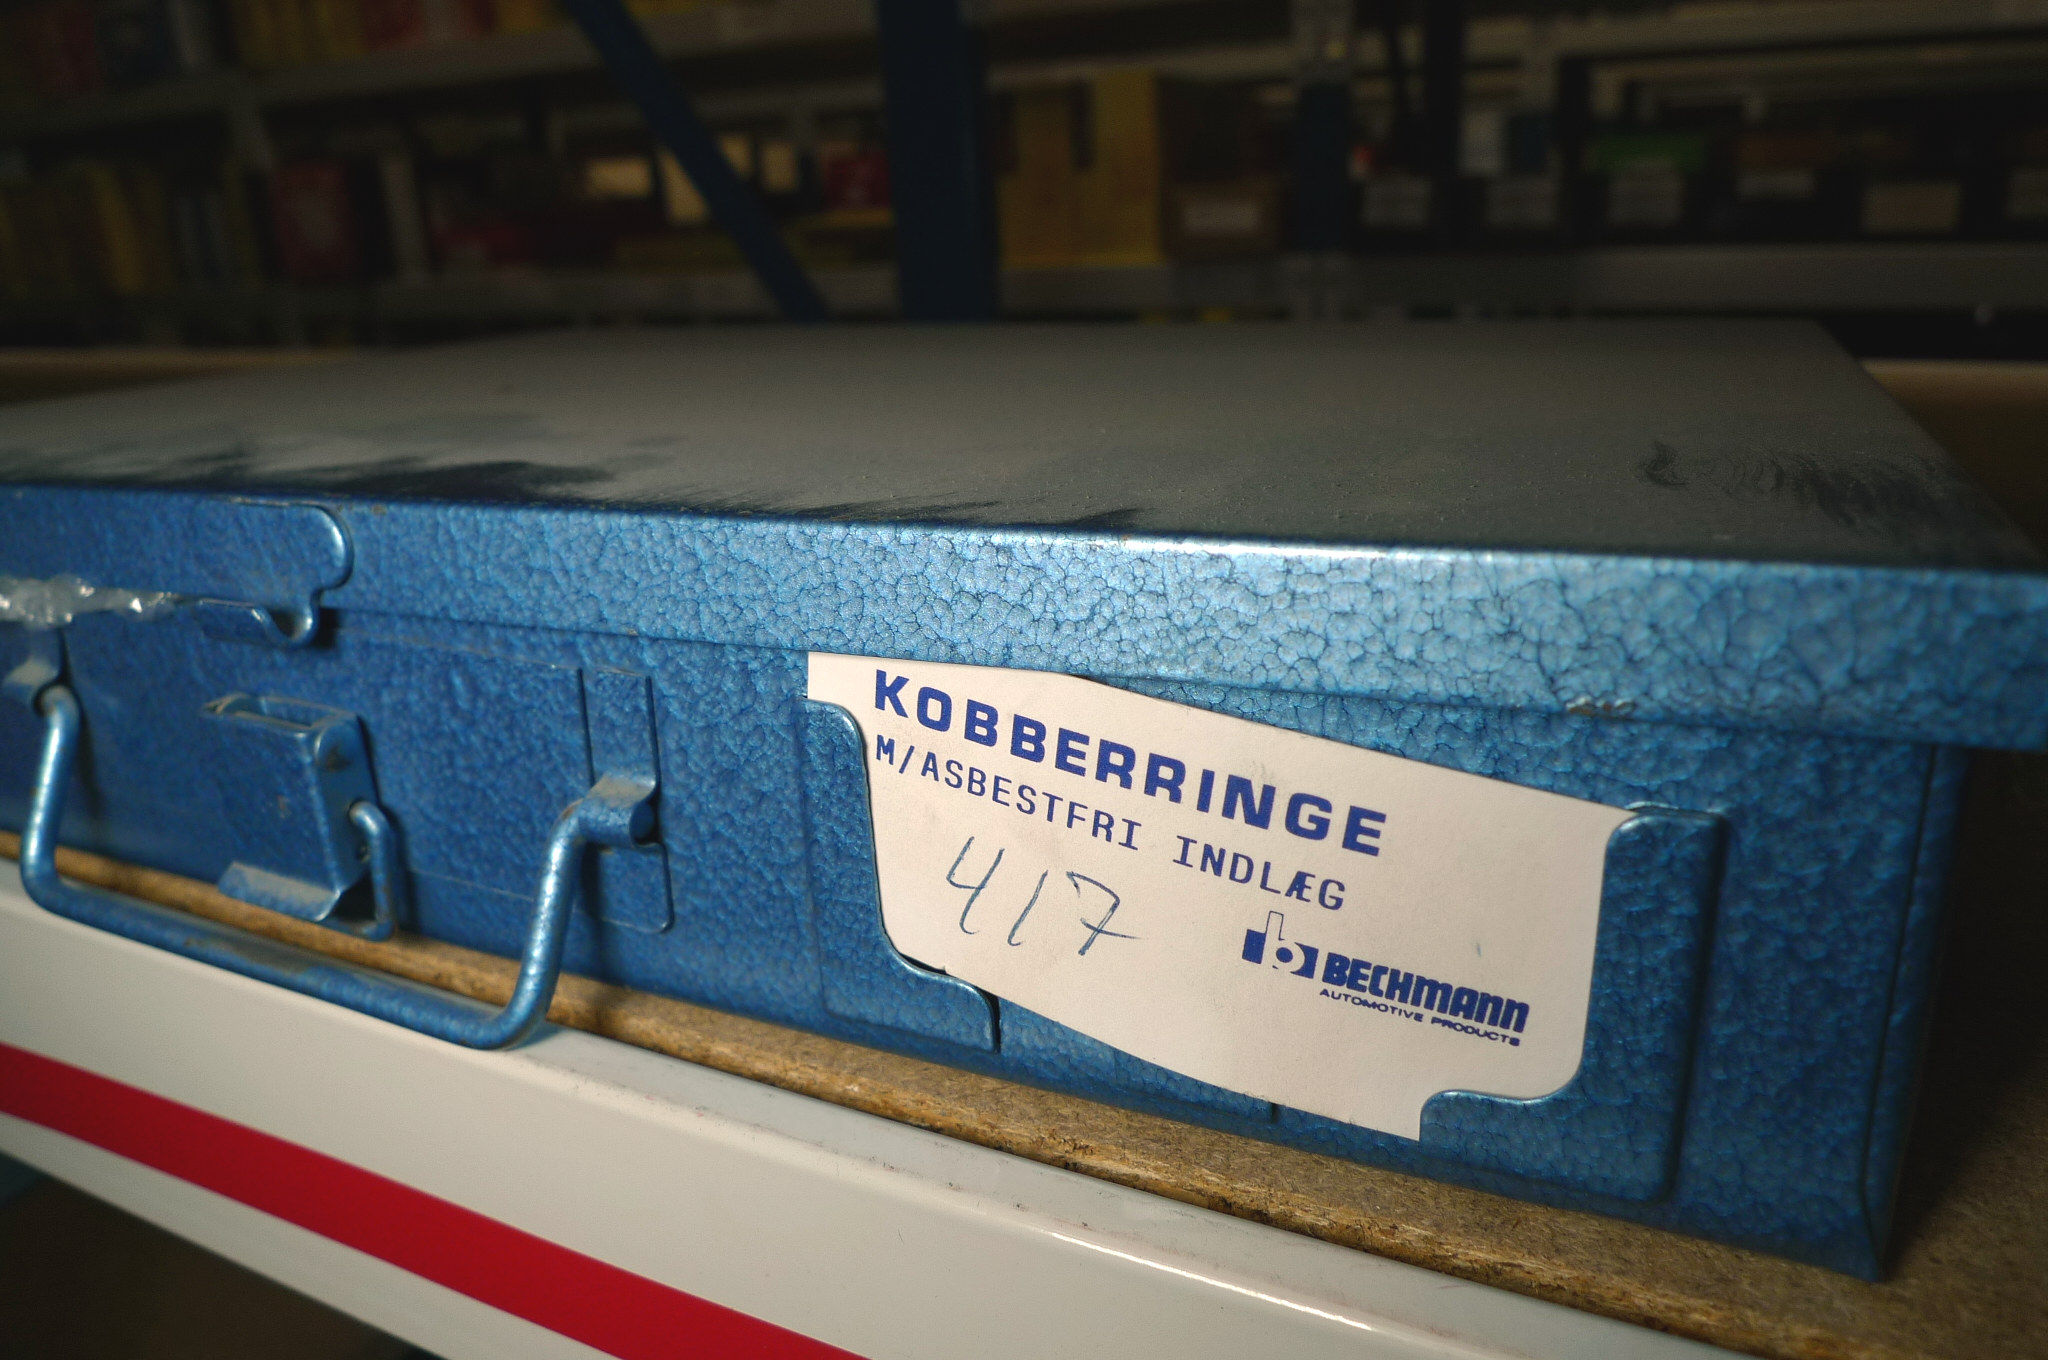 KOBBERRINGE
M/ASBESTFRI INDLÆG
417
b BECHMANN
AUTOMOTIVE PRODUCTS